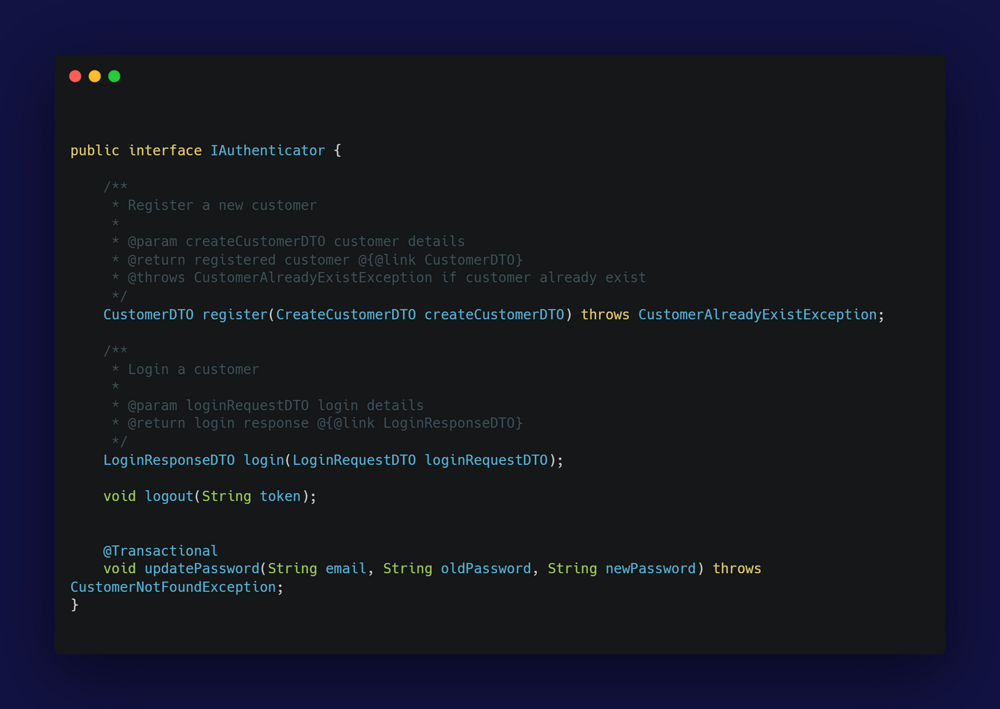 public interface IAuthenticator {
/**
* Register a new customer
*
* @param createCustomerDTO customer details
* @return registered customer @{@link CustomerDTO}
* @throws CustomerAlreadyExistException if customer already exist
*/
CustomerDTO register(CreateCustomerDTO createCustomerDTO) throws CustomerAlreadyExistException;
/**
* Login a customer
*
* @param loginRequestDTO login details
* @return login response @{@link LoginResponseDTO}
*/
LoginResponseDTO login(LoginRequestDTO loginRequestDTO);
void logout(String token);
@Transactional
void updatePassword(String email, String oldPassword, String newPassword) throws
CustomerNotFoundException;
}